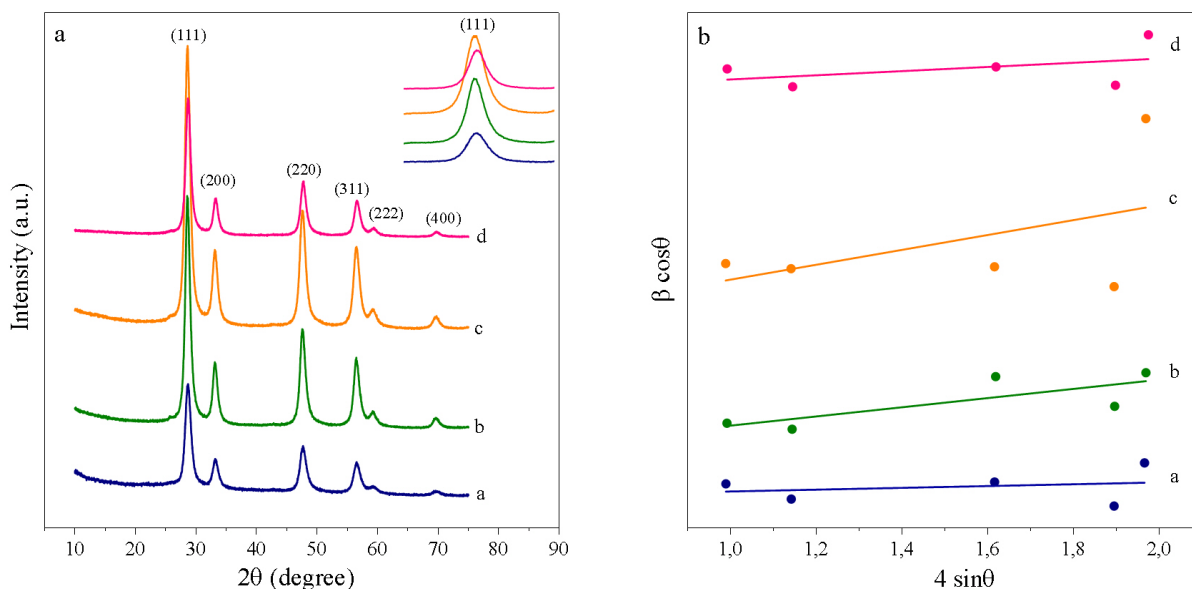 a
(111)
(200)
(220)
(311)
(222)
(400)
(111)
d
c
b
a
Intensity (a.u.)
10 20 30 40 50 60 70 80 90
2θ (degree)
b
d
c
b
a
β cosθ
1,0 1,2 1,4 1,6 1,8 2,0
4 sinθ